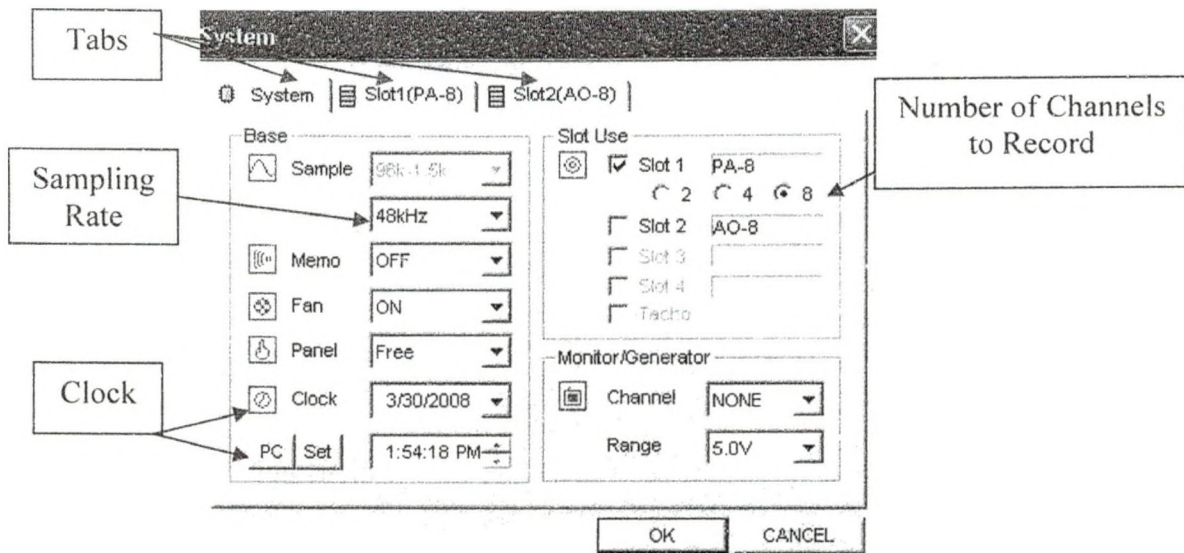 Tabs
System
System
Slot1(PA-8)
Slot2(AO-8)
Number of Channels
to Record
Base
Sample
96k-1.5k
Sampling
Rate
48kHz
Memo
OFF
Fan
ON
Panel
Free
Clock
Clock
3/30/2008
PC
Set
1:54:18 PM
Slot Use
Slot 1
PA-8
2
4
8
Slot 2
AO-8
Slot 3
Slot 4
Tacho
Monitor/Generator
Channel
NONE
Range
5.0V
OK
CANCEL